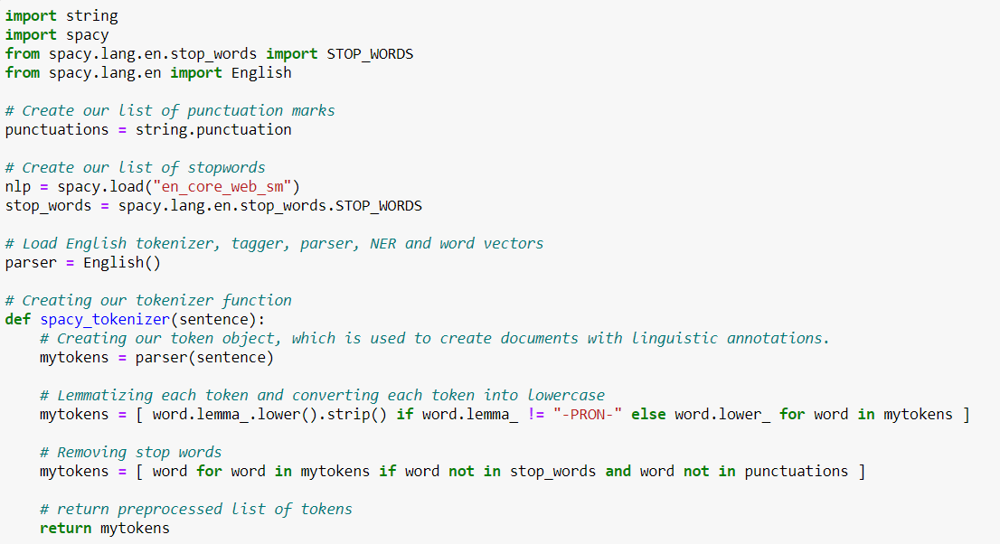 import string
import spacy
from spacy.lang.en.stop_words import STOP_WORDS
from spacy.lang.en import English

# Create our list of punctuation marks
punctuations = string.punctuation

# Create our list of stopwords
nlp = spacy.load("en_core_web_sm")
stop_words = spacy.lang.en.stop_words.STOP_WORDS

# Load English tokenizer, tagger, parser, NER and word vectors
parser = English()

# Creating our tokenizer function
def spacy_tokenizer(sentence):
    # Creating our token object, which is used to create documents with linguistic annotations.
    mytokens = parser(sentence)

    # Lemmatizing each token and converting each token into lowercase
    mytokens = [ word.lemma_.lower().strip() if word.lemma_ != "-PRON-" else word.lower_ for word in mytokens ]

    # Removing stop words
    mytokens = [ word for word in mytokens if word not in stop_words and word not in punctuations ]

    # return preprocessed list of tokens
    return mytokens